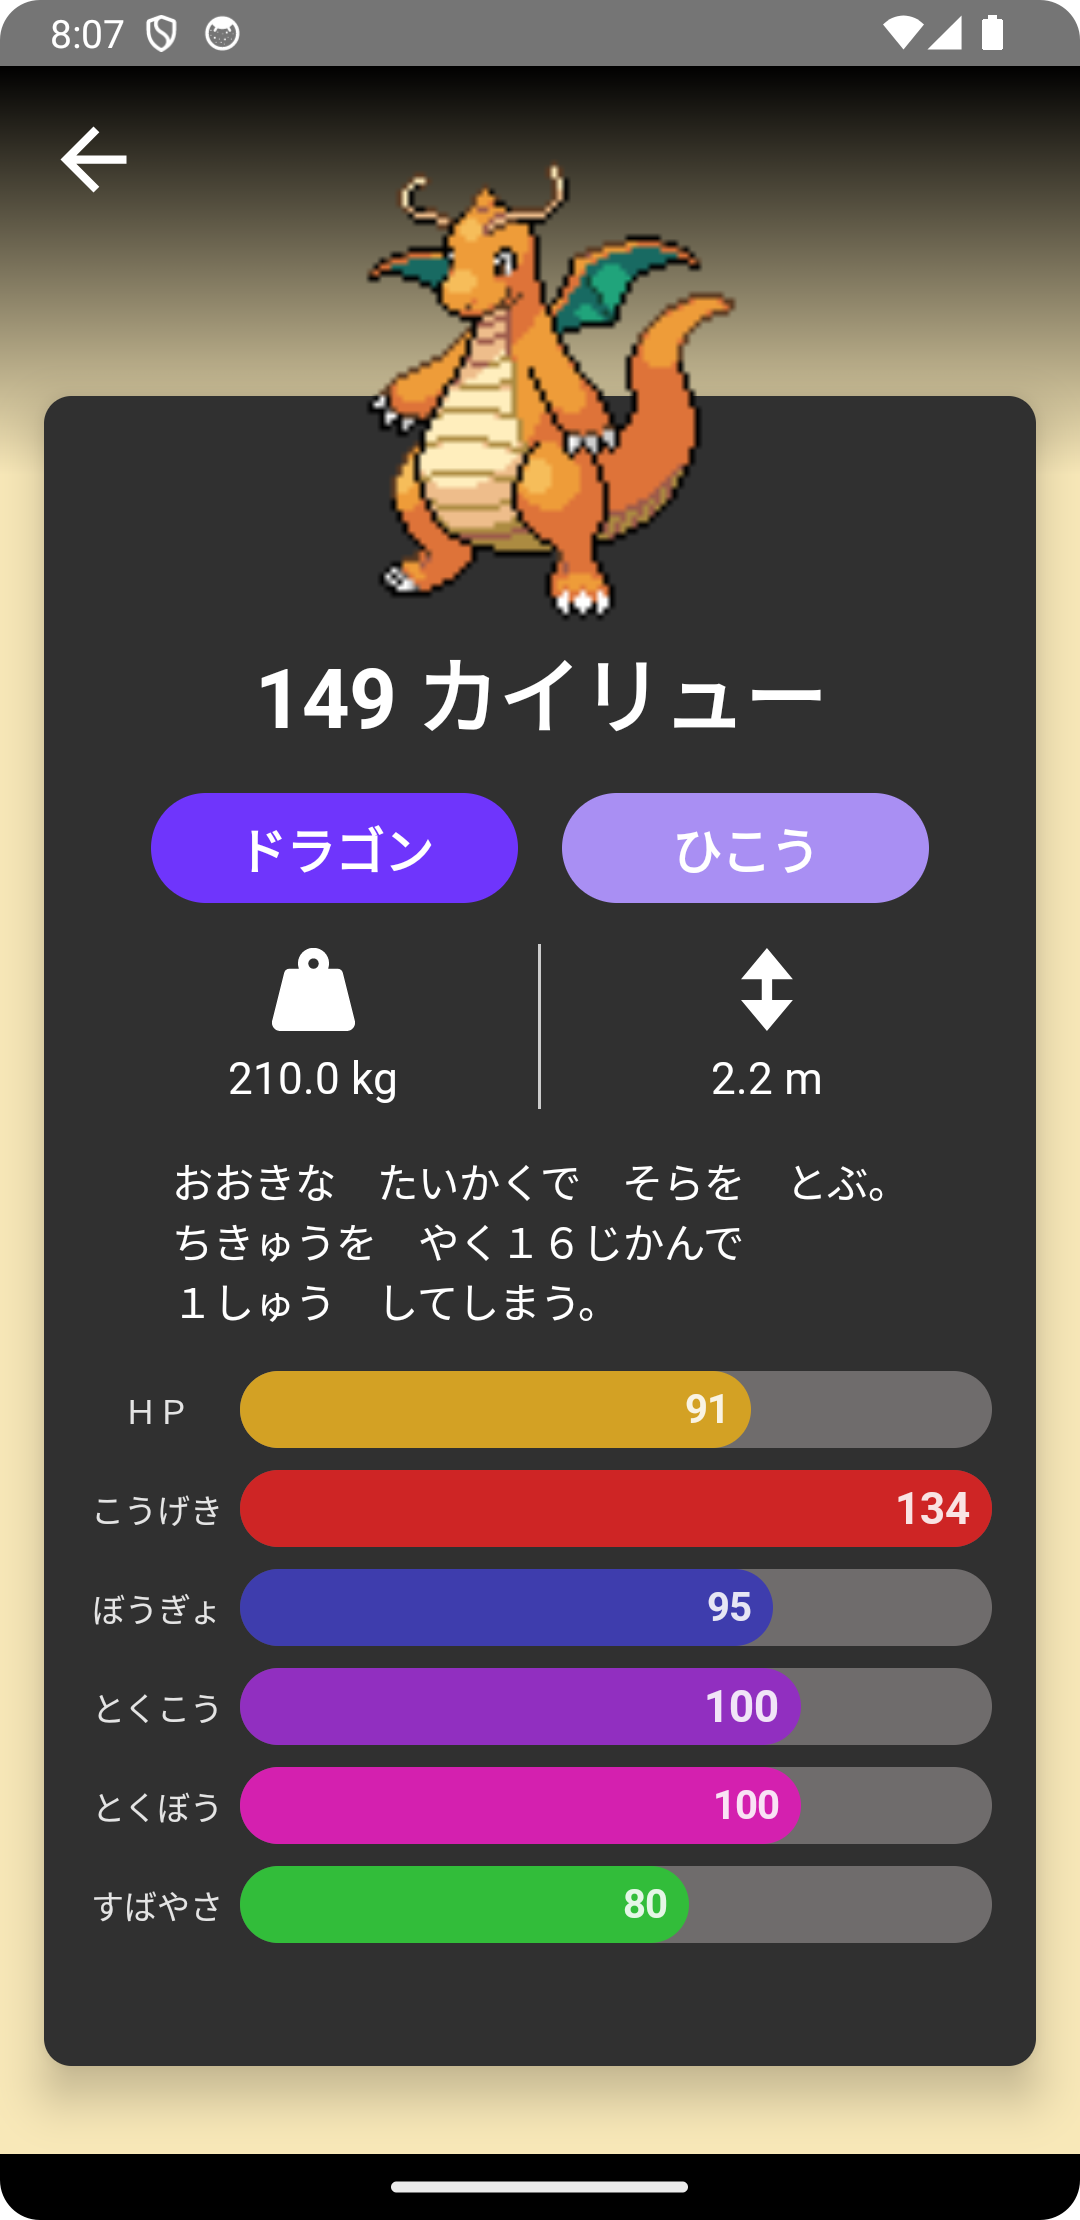 8:07
149 カイリュー
ドラゴン
ひこう
210.0 kg
2.2 m
おおきな　たいかくで　そらを　とぶ。
ちきゅうを　やく１６じかんで
１しゅう　してしまう。
ＨＰ
91
こうげき
134
ぼうぎょ
95
とくこう
100
とくぼう
100
すばやさ
80